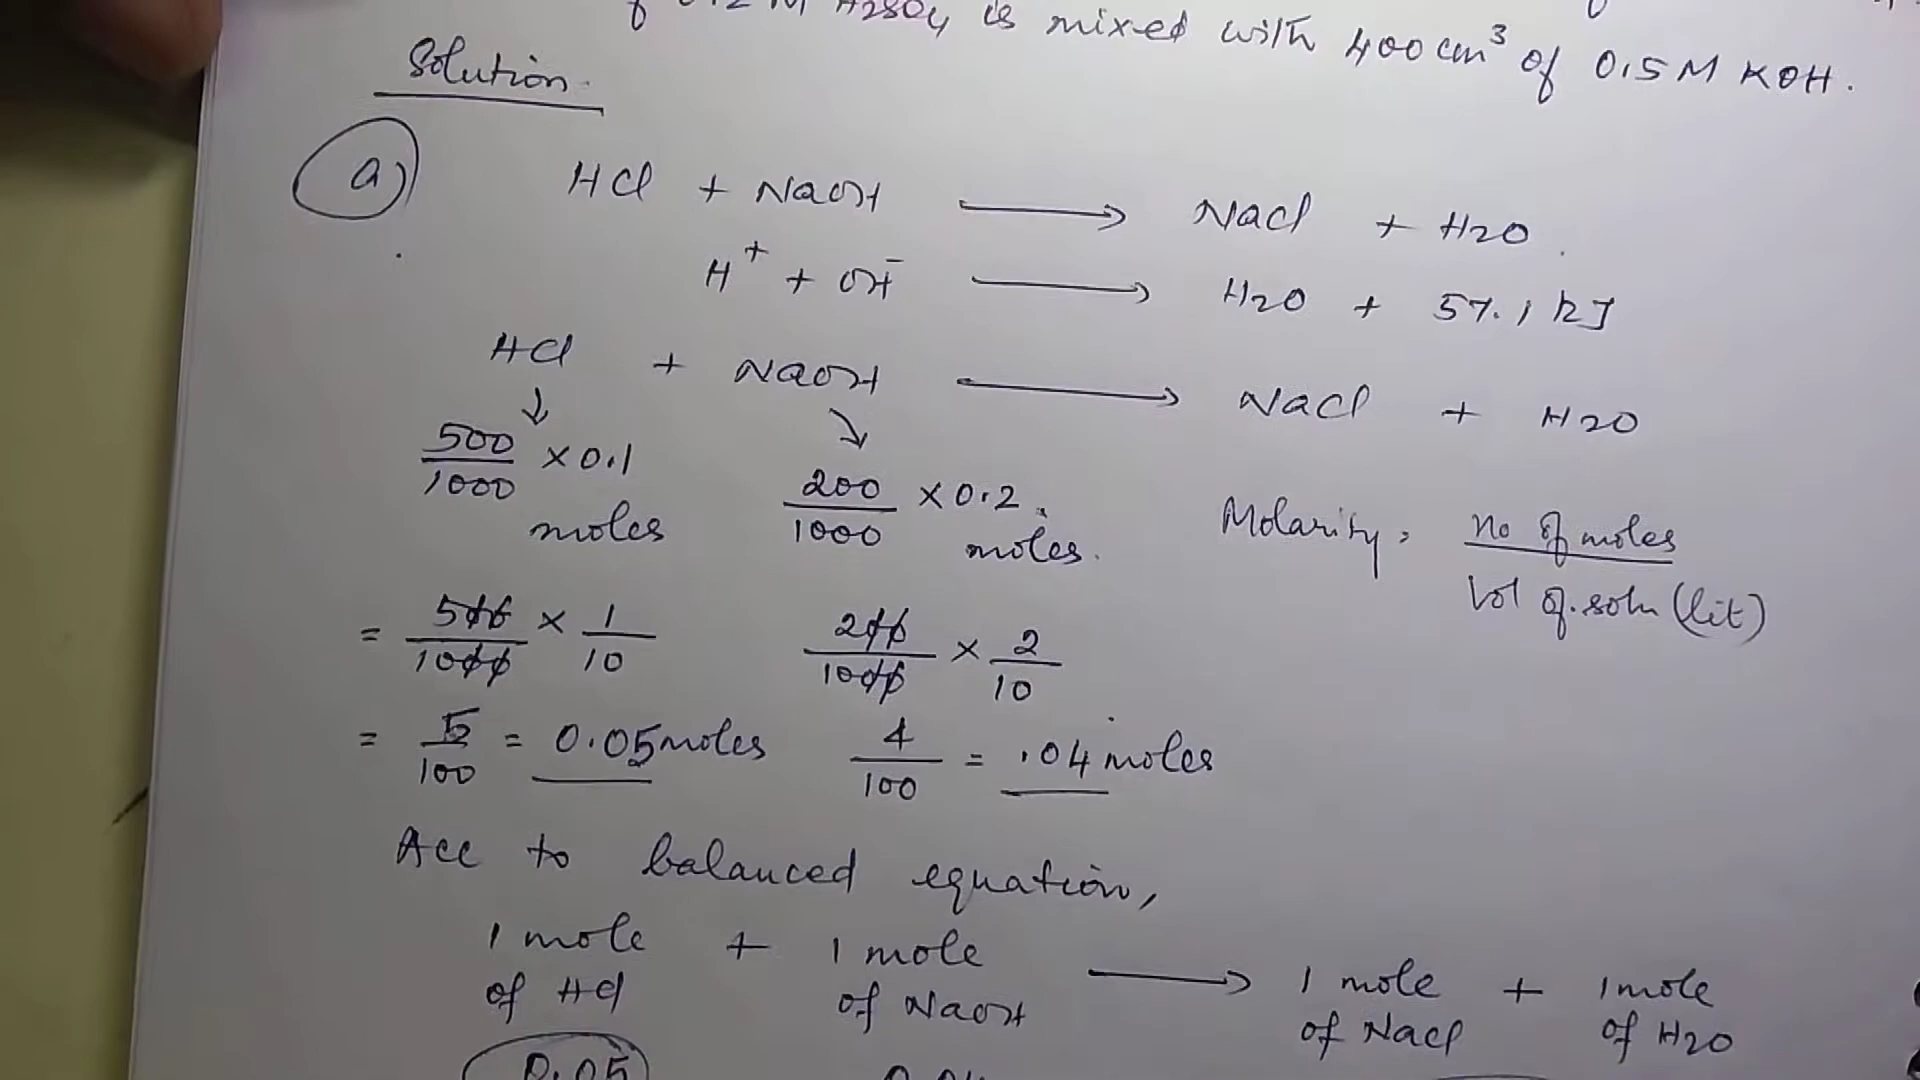 H2SO4 is mixed with 400 cm³ of 0.5 M KOH.
Solution.
a) HCl + NaOH ⟶ NaCl + H2O.
H⁺ + OH⁻ ⟶ H2O + 57.1 kJ
HCl + NaOH ⟶ NaCl + H2O
↓ ↘
500/1000 × 0.1 moles
200/1000 × 0.2 moles.
Molarity = no of moles / Vol of soln (lit)
= 500/1000 × 1/10 200/1000 × 2/10
= 5/100 = 0.05 moles 4/100 = .04 moles
Acc to balanced equation,
1 mole + 1 mole ⟶ 1 mole + 1 mole
of HCl of NaOH of NaCl of H2O
0.05